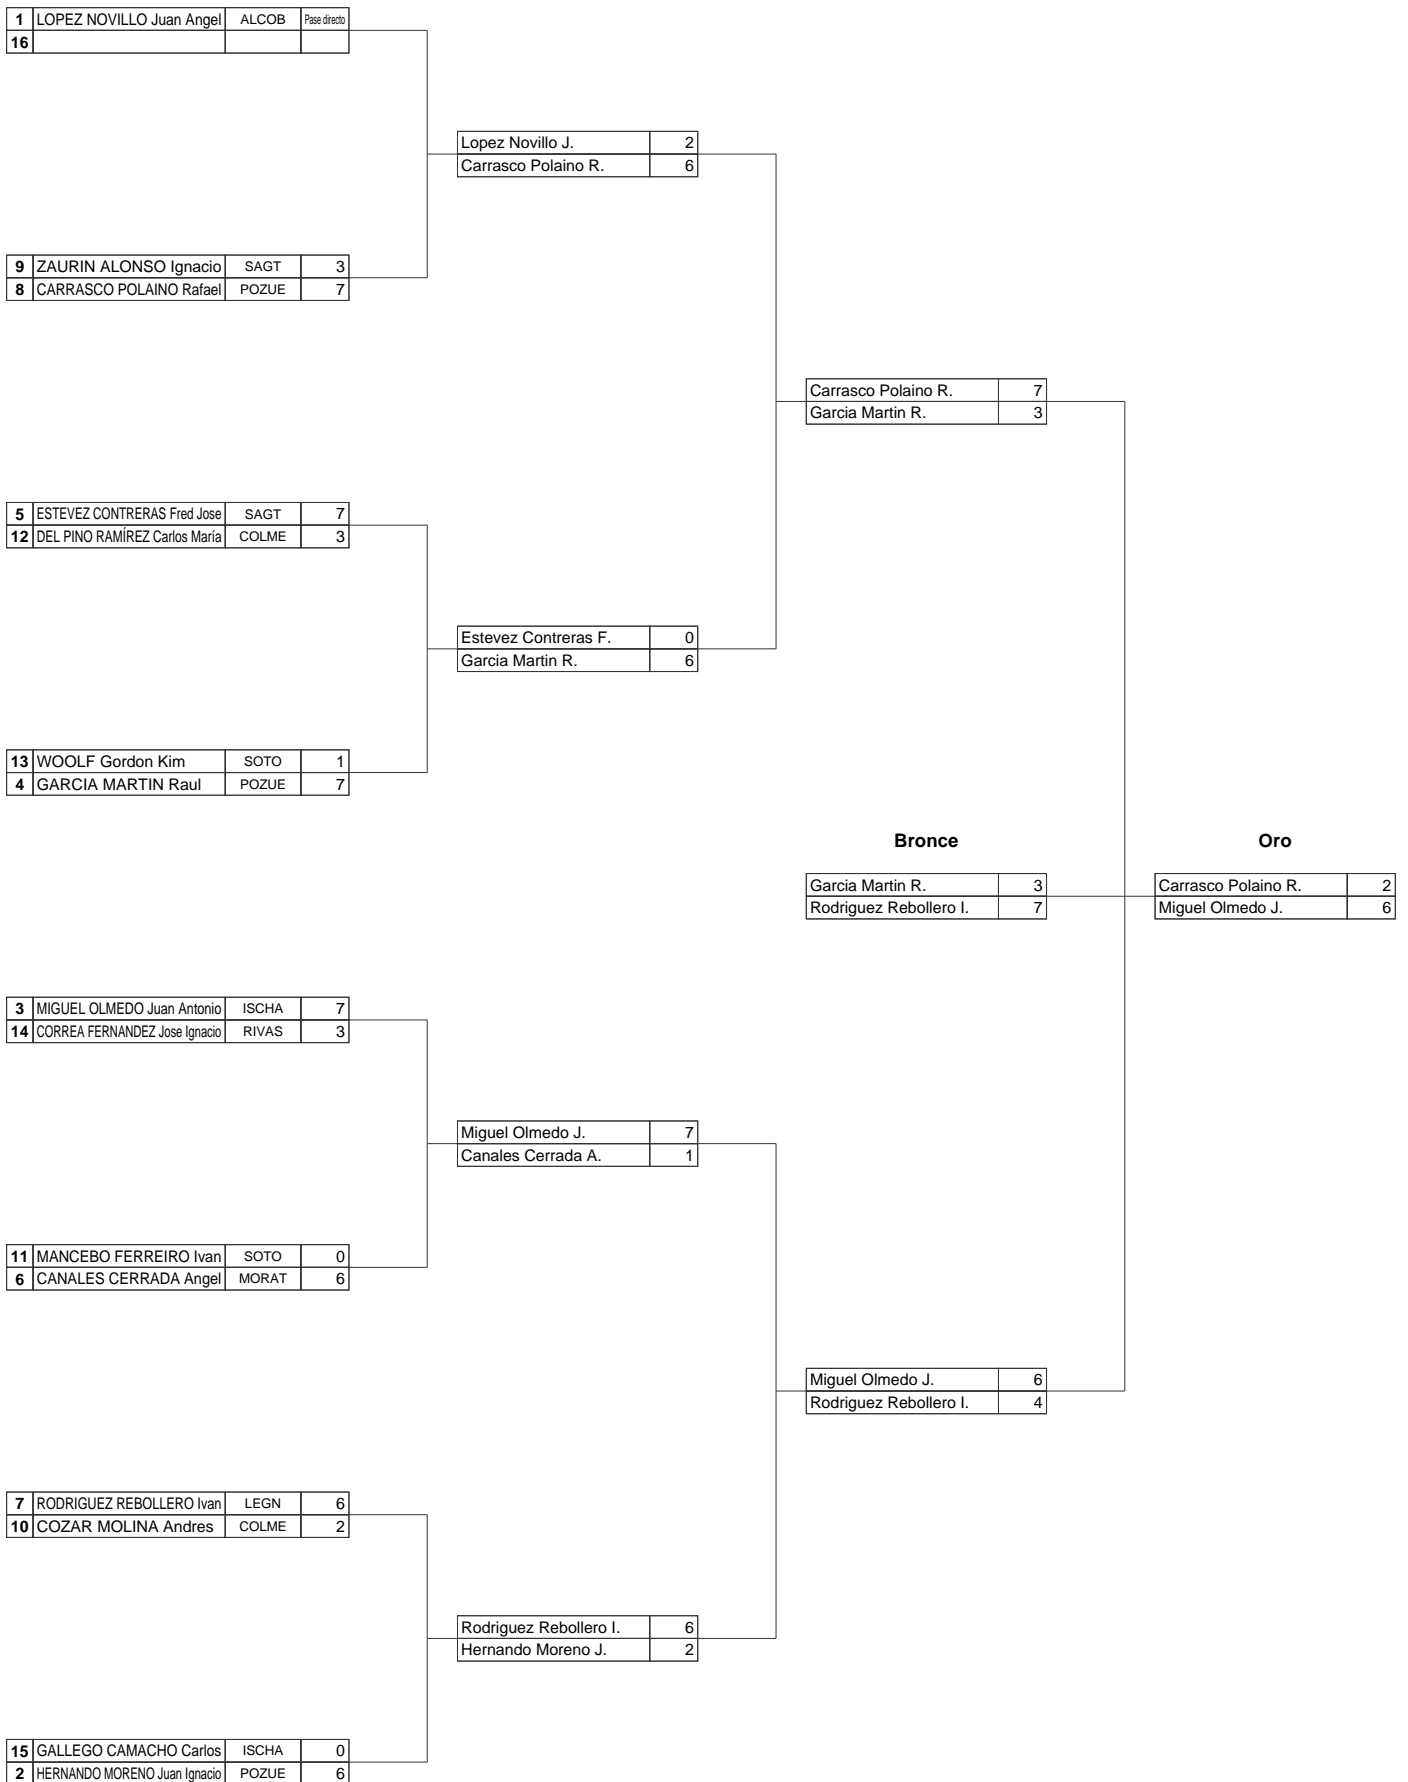 1 LOPEZ NOVILLO Juan Angel ALCOB Pase directo
16
Lopez Novillo J. 2
Carrasco Polaino R. 6
9 ZAURIN ALONSO Ignacio SAGT 3
8 CARRASCO POLAINO Rafael POZUE 7
Carrasco Polaino R. 7
Garcia Martin R. 3
5 ESTEVEZ CONTRERAS Fred Jose SAGT 7
12 DEL PINO RAMÍREZ Carlos María COLME 3
Estevez Contreras F. 0
Garcia Martin R. 6
13 WOOLF Gordon Kim SOTO 1
4 GARCIA MARTIN Raul POZUE 7
Bronce Oro
Garcia Martin R. 3 Carrasco Polaino R. 2
Rodriguez Rebollero I. 7 Miguel Olmedo J. 6
3 MIGUEL OLMEDO Juan Antonio ISCHA 7
14 CORREA FERNANDEZ Jose Ignacio RIVAS 3
Miguel Olmedo J. 7
Canales Cerrada A. 1
11 MANCEBO FERREIRO Ivan SOTO 0
6 CANALES CERRADA Angel MORAT 6
Miguel Olmedo J. 6
Rodriguez Rebollero I. 4
7 RODRIGUEZ REBOLLERO Ivan LEGN 6
10 COZAR MOLINA Andres COLME 2
Rodriguez Rebollero I. 6
Hernando Moreno J. 2
15 GALLEGO CAMACHO Carlos ISCHA 0
2 HERNANDO MORENO Juan Ignacio POZUE 6